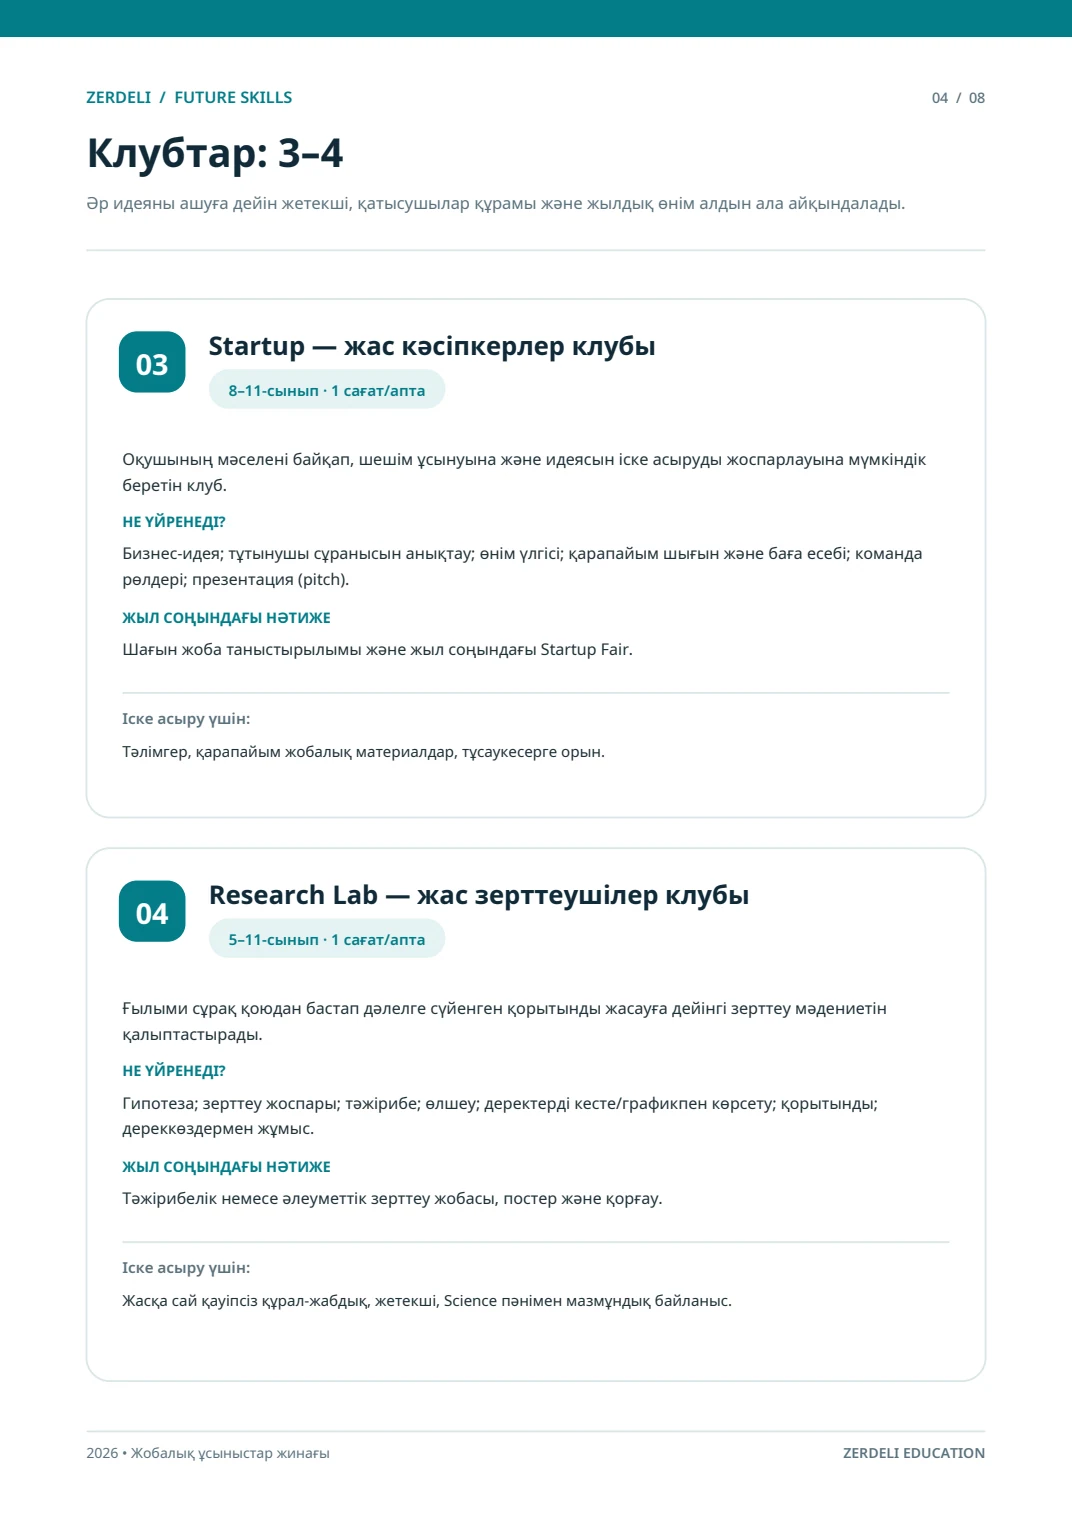 ZERDELI / FUTURE SKILLS
04 / 08
Клубтар: 3–4
Әр идеяны ашуға дейін жетекші, қатысушылар құрамы және жылдық өнім алдын ала айқындалады.
03
Startup — жас кәсіпкерлер клубы
8–11-сынып · 1 сағат/апта
Оқушының мәселені байқап, шешім ұсынуына және идеясын іске асыруды жоспарлауына мүмкіндік
беретін клуб.
НЕ ҮЙРЕНЕДІ?
Бизнес-идея; тұтынушы сұранысын анықтау; өнім үлгісі; қарапайым шығын және баға есебі; команда
рөлдері; презентация (pitch).
ЖЫЛ СОҢЫНДАҒЫ НӘТИЖЕ
Шағын жоба таныстырылымы және жыл соңындағы Startup Fair.
Іске асыру үшін:
Тәлімгер, қарапайым жобалық материалдар, тұсаукесерге орын.
04
Research Lab — жас зерттеушілер клубы
5–11-сынып · 1 сағат/апта
Ғылыми сұрақ қоюдан бастап дәлелге сүйенген қорытынды жасауға дейінгі зерттеу мәдениетін
қалыптастырады.
НЕ ҮЙРЕНЕДІ?
Гипотеза; зерттеу жоспары; тәжірибе; өлшеу; деректерді кесте/графикпен көрсету; қорытынды;
дереккөздермен жұмыс.
ЖЫЛ СОҢЫНДАҒЫ НӘТИЖЕ
Тәжірибелік немесе әлеуметтік зерттеу жобасы, постер және қорғау.
Іске асыру үшін:
Жасқа сай қауіпсіз құрал-жабдық, жетекші, Science пәнімен мазмұндық байланыс.
2026 • Жобалық ұсыныстар жинағы
ZERDELI EDUCATION